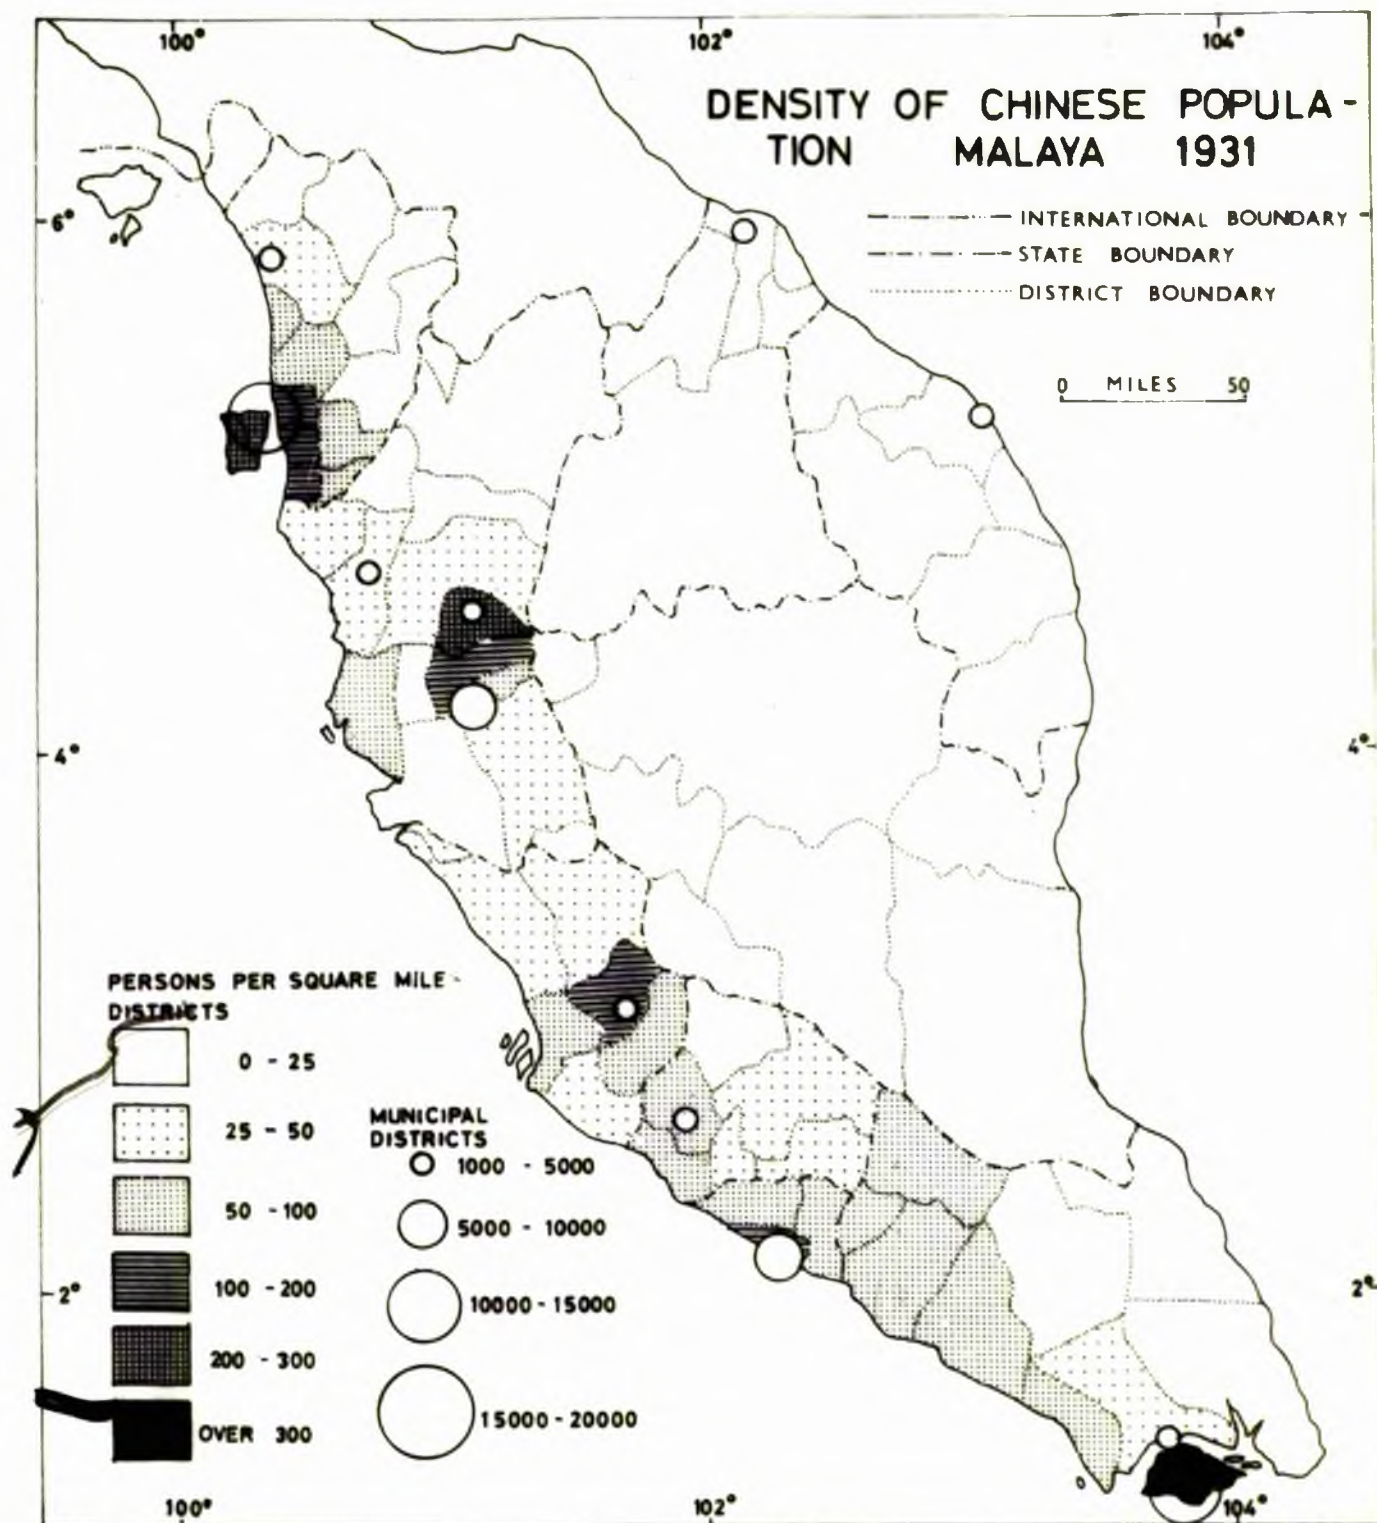 100°
102°
104°
DENSITY OF CHINESE POPULA-
TION MALAYA 1931
6°
INTERNATIONAL BOUNDARY
STATE BOUNDARY
DISTRICT BOUNDARY
0 MILES 50
4°
4°
PERSONS PER SQUARE MILE
DISTRICTS
0 - 25
25 - 50
50 - 100
100 - 200
200 - 300
OVER 300
MUNICIPAL
DISTRICTS
1000 - 5000
5000 - 10000
10000 - 15000
15000 - 20000
2°
2°
100°
102°
104°